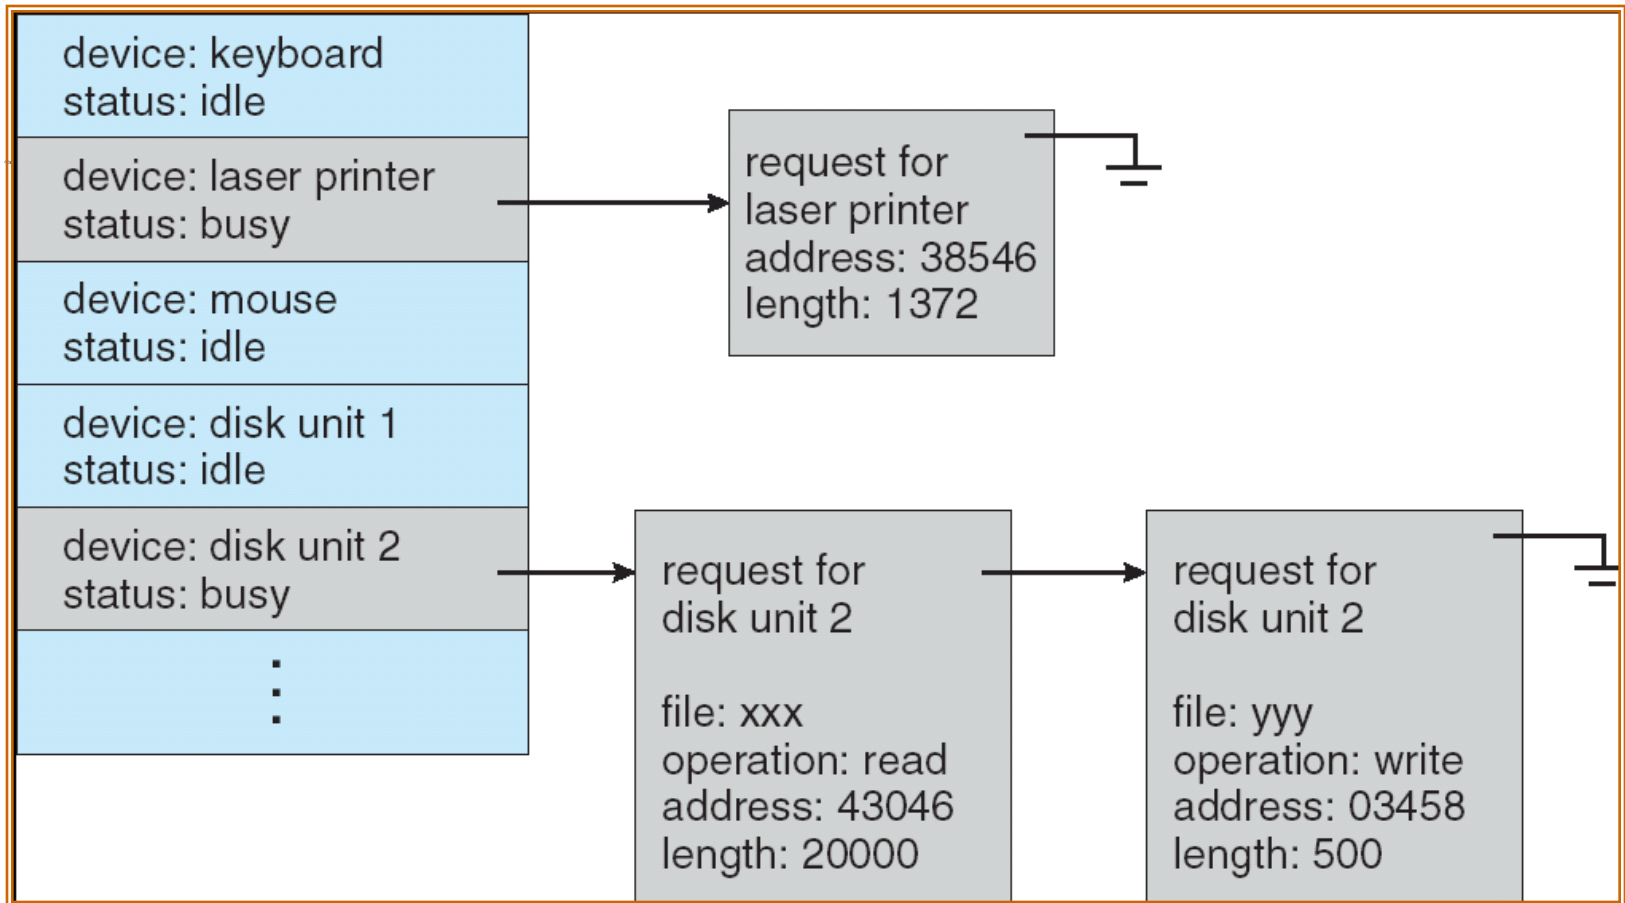 device: keyboard
status: idle
device: laser printer
status: busy
device: mouse
status: idle
device: disk unit 1
status: idle
device: disk unit 2
status: busy
request for
laser printer
address: 38546
length: 1372
request for
disk unit 2
file: xxx
operation: read
address: 43046
length: 20000
request for
disk unit 2
file: yyy
operation: write
address: 03458
length: 500